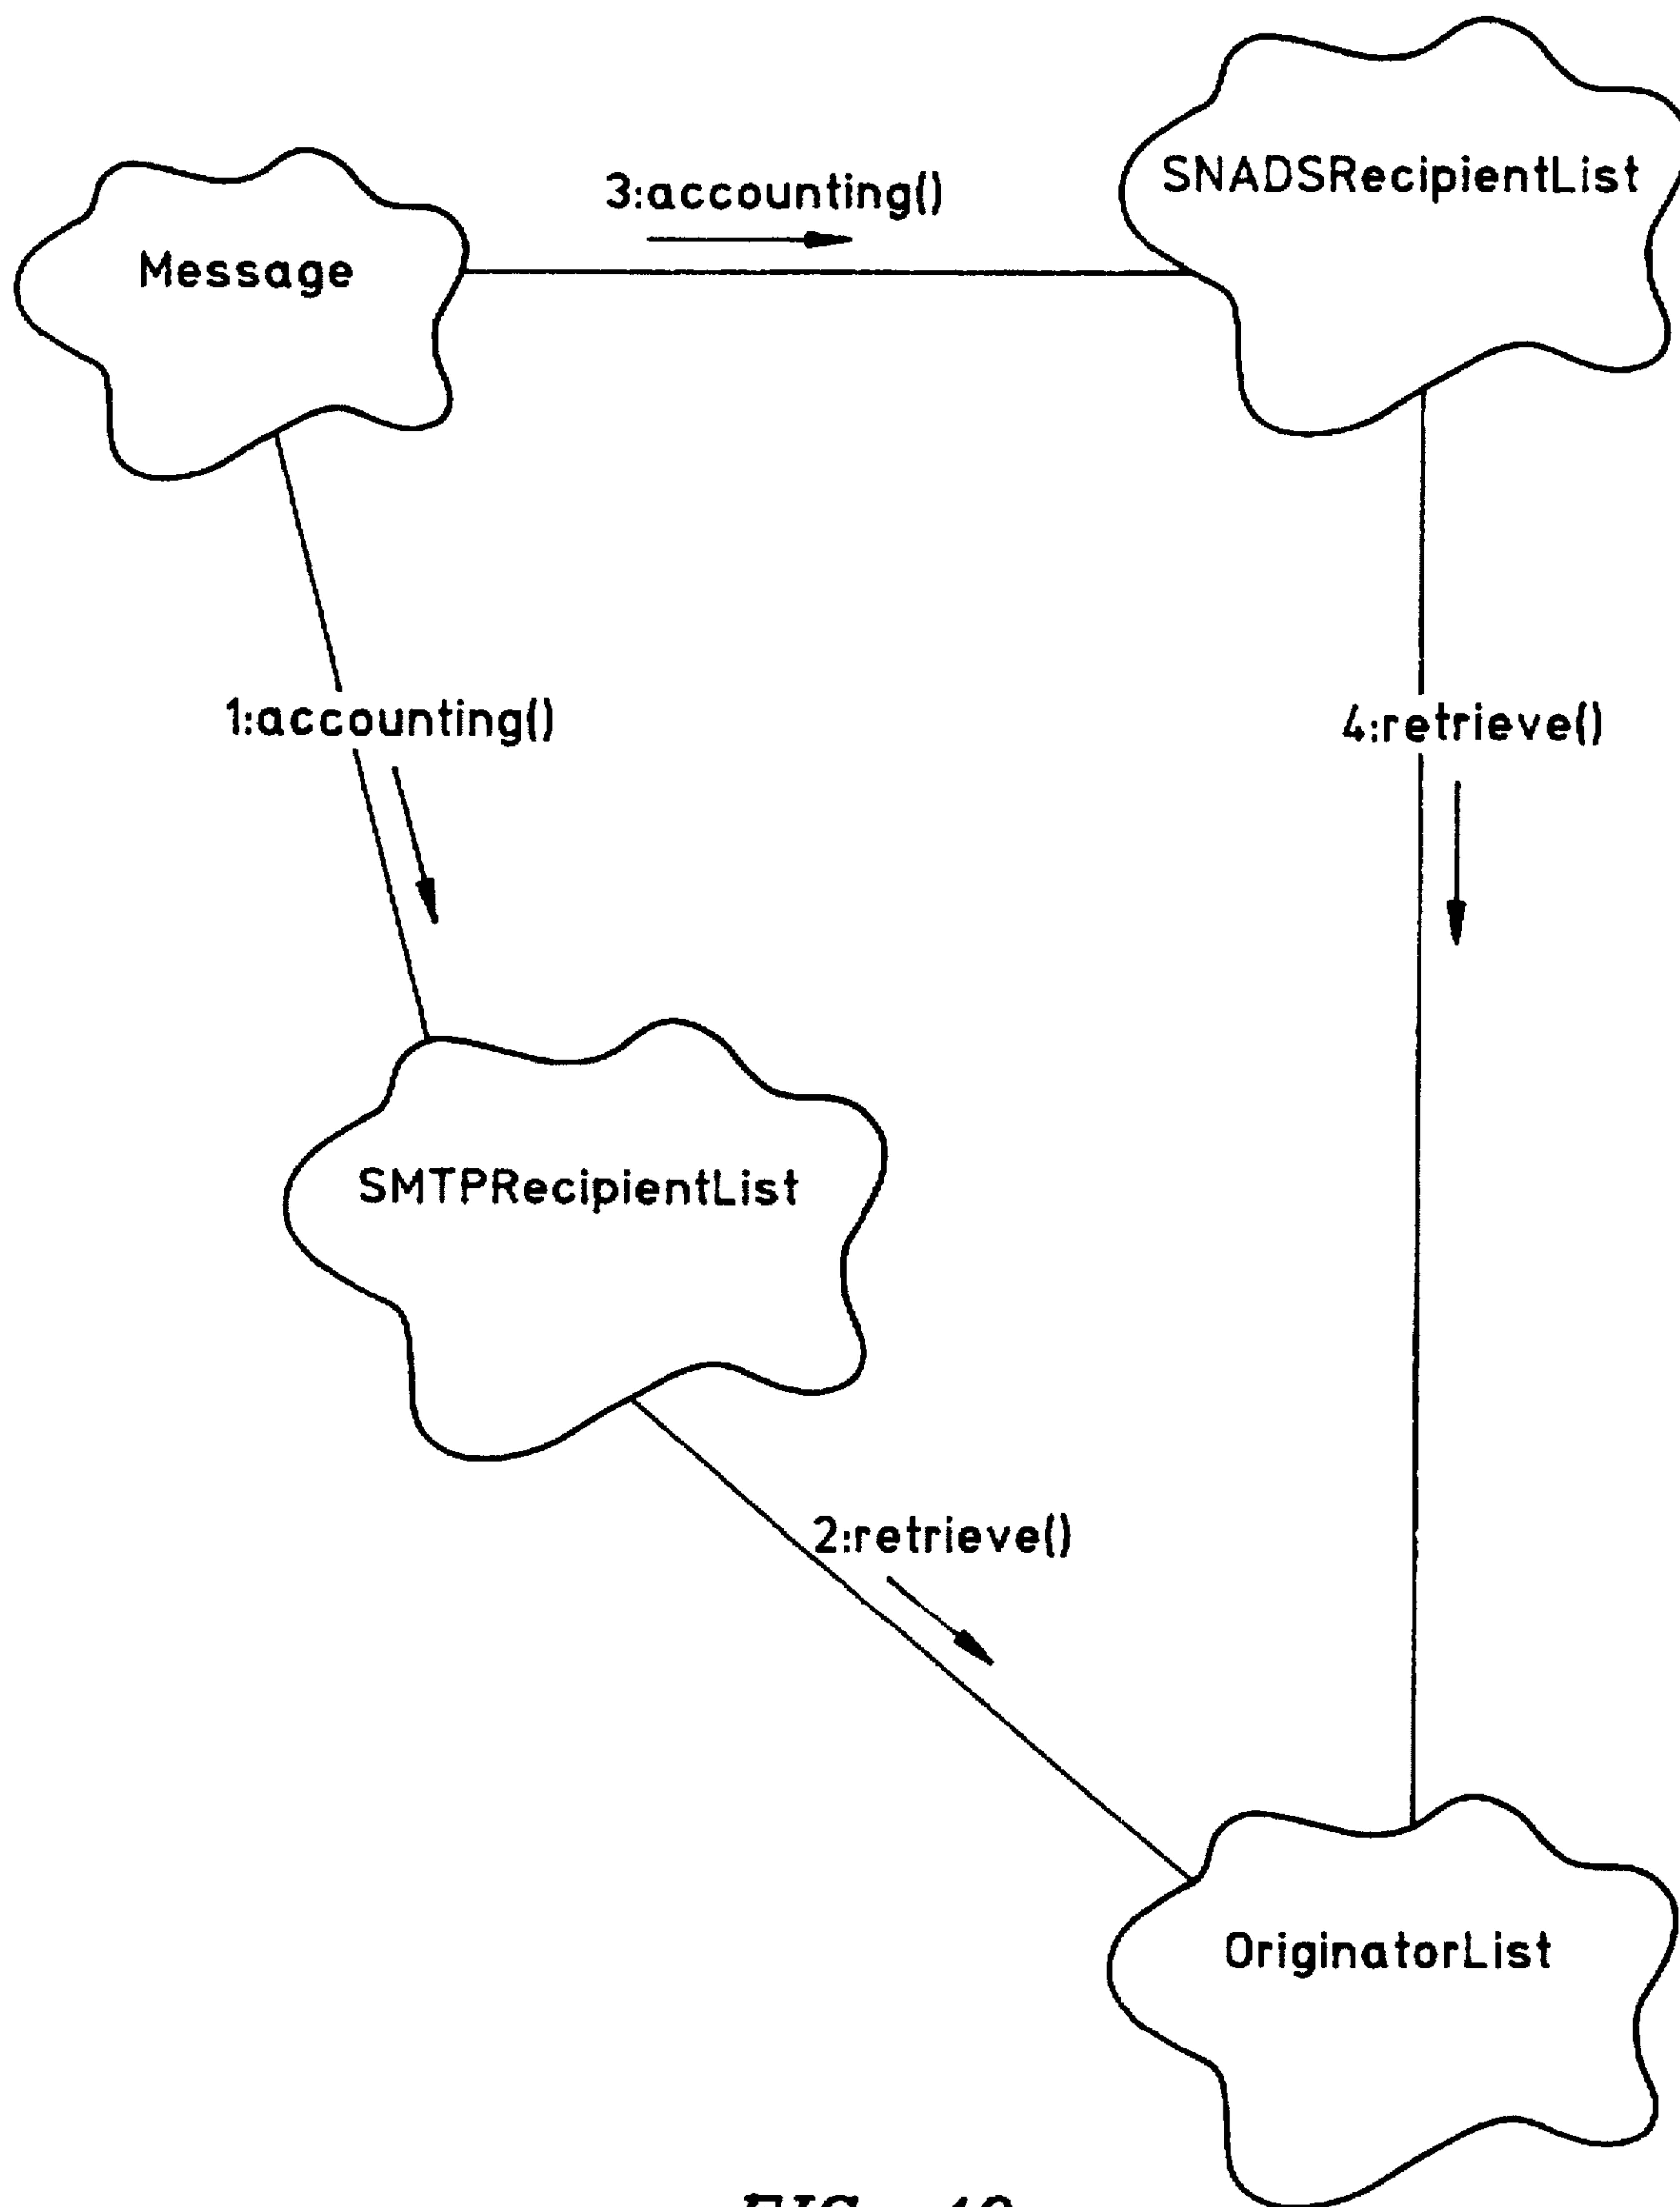 SNADSRecipientList
3:accounting()
Message
1:accounting()
4:retrieve()
SMTPRecipientList
2:retrieve()
OriginatorList